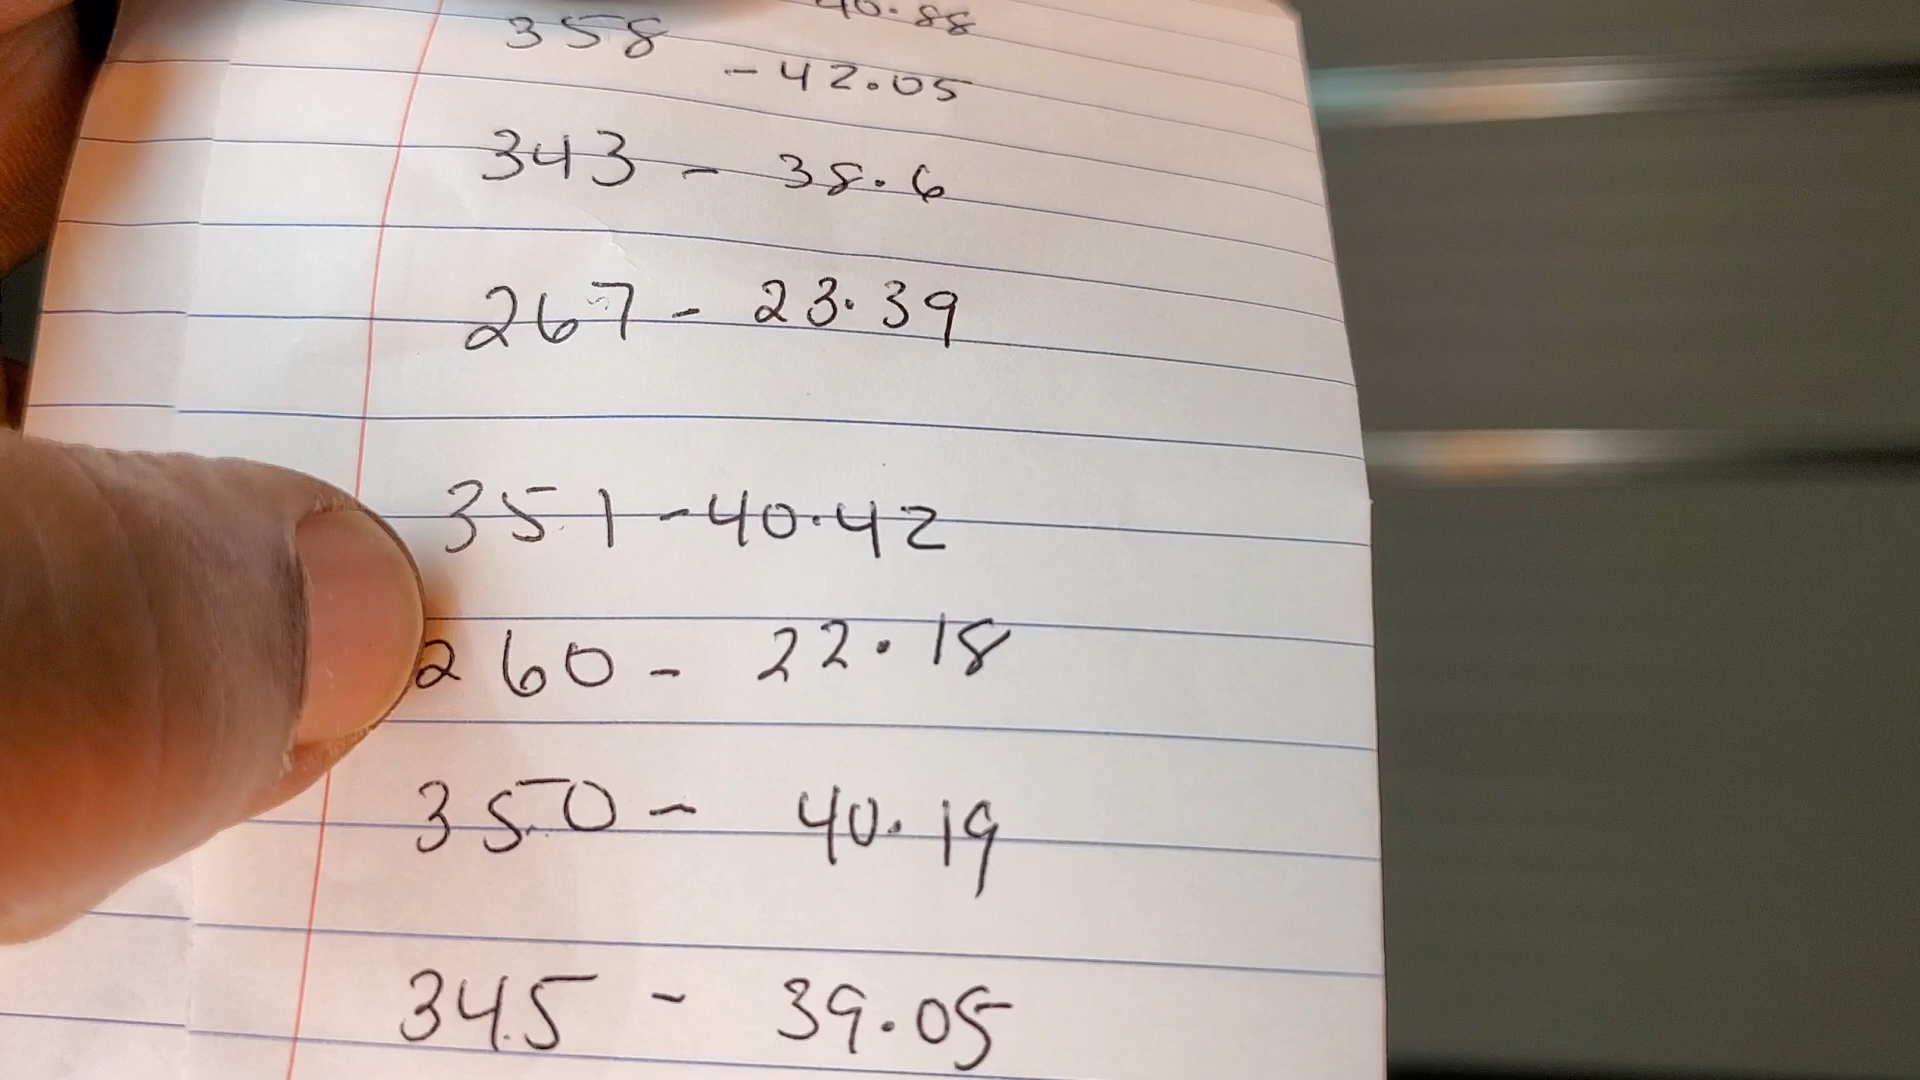 358 - 42.05
343 - 38.6
267 - 23.39
351 - 40.42
260 - 22.18
350 - 40.19
345 - 39.05